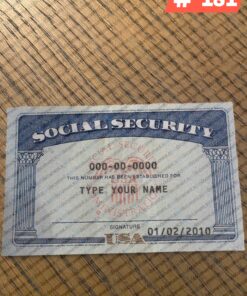 # 181
SOCIAL SECURITY
000-00-0000
THIS NUMBER HAS BEEN ESTABLISHED FOR
TYPE YOUR NAME
SIGNATURE
01/02/2010
USA